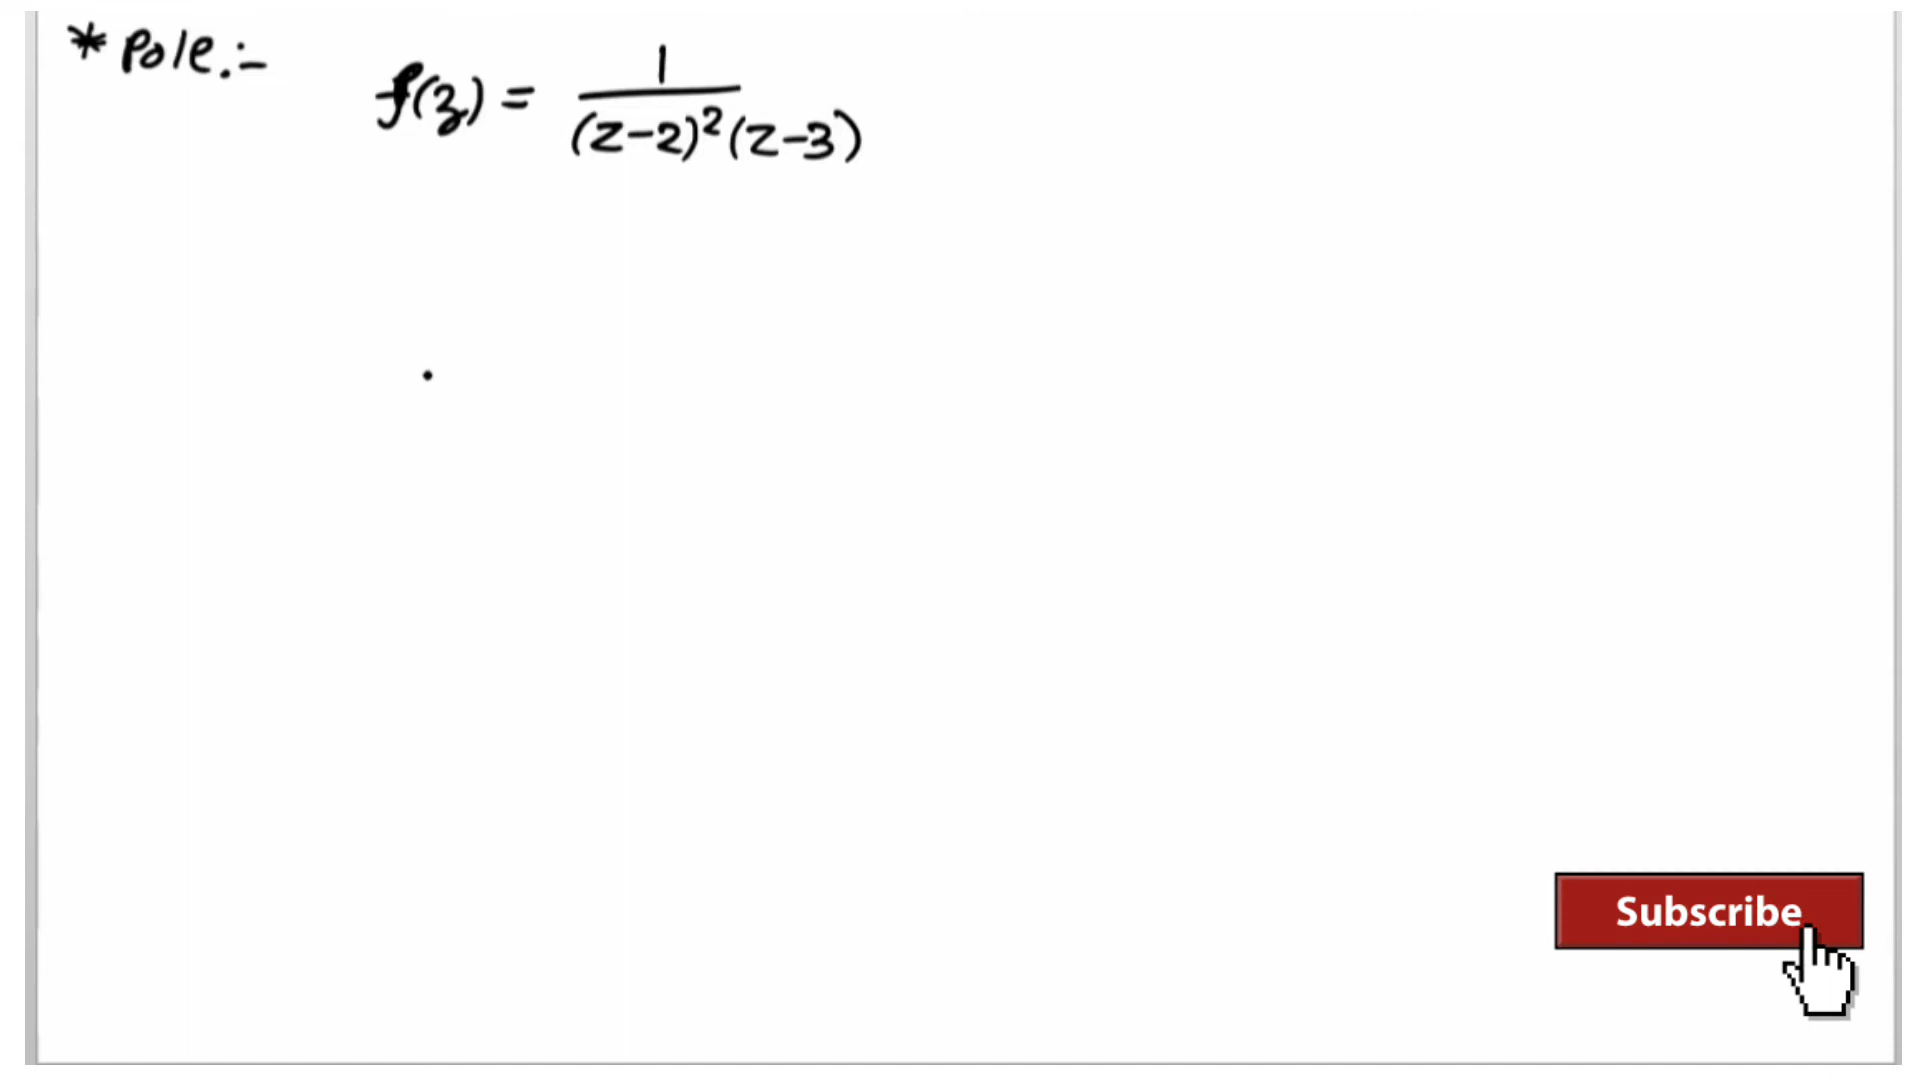 * Pole :-
f(z) = 1/((z-2)²(z-3))
Subscribe